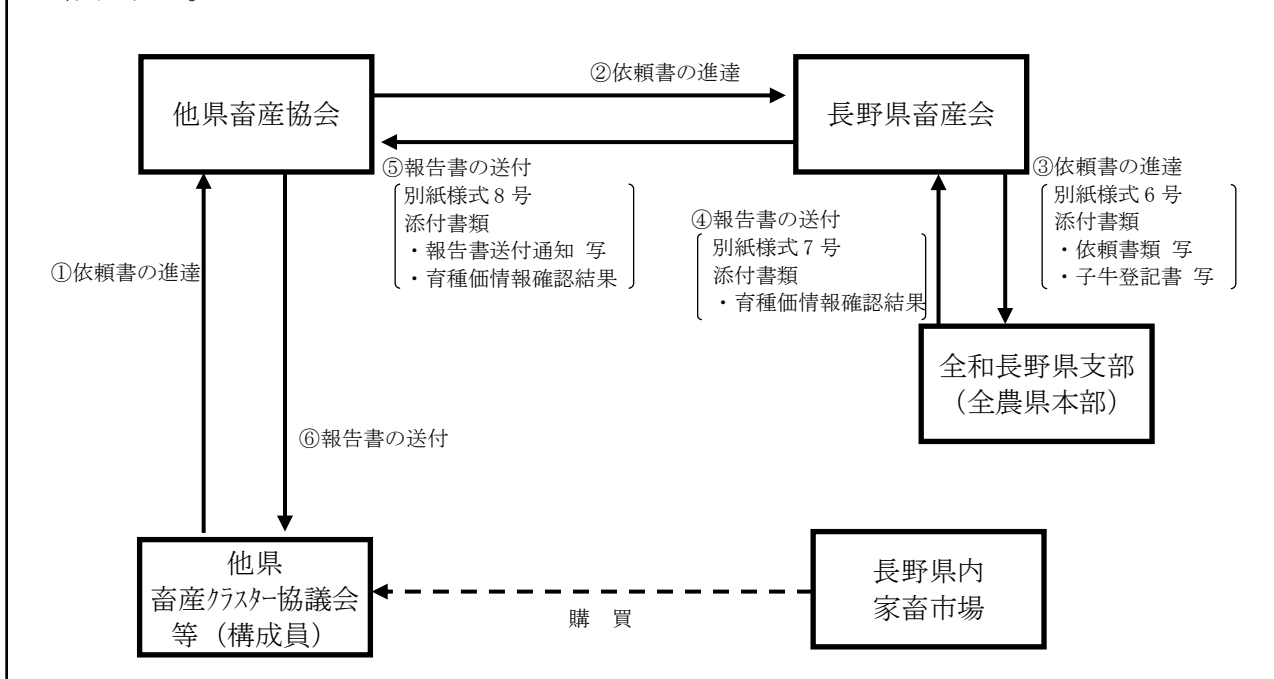 ②依頼書の進達
他県畜産協会
長野県畜産会
⑤報告書の送付
別紙様式8号
添付書類
・報告書送付通知 写
・育種価情報確認結果
③依頼書の進達
別紙様式6号
添付書類
・依頼書類 写
・子牛登記書 写
④報告書の送付
別紙様式7号
添付書類
・育種価情報確認結果
①依頼書の進達
全和長野県支部
(全農県本部)
⑥報告書の送付
他県
畜産クラスター協議会
等(構成員)
長野県内
家畜市場
購 買